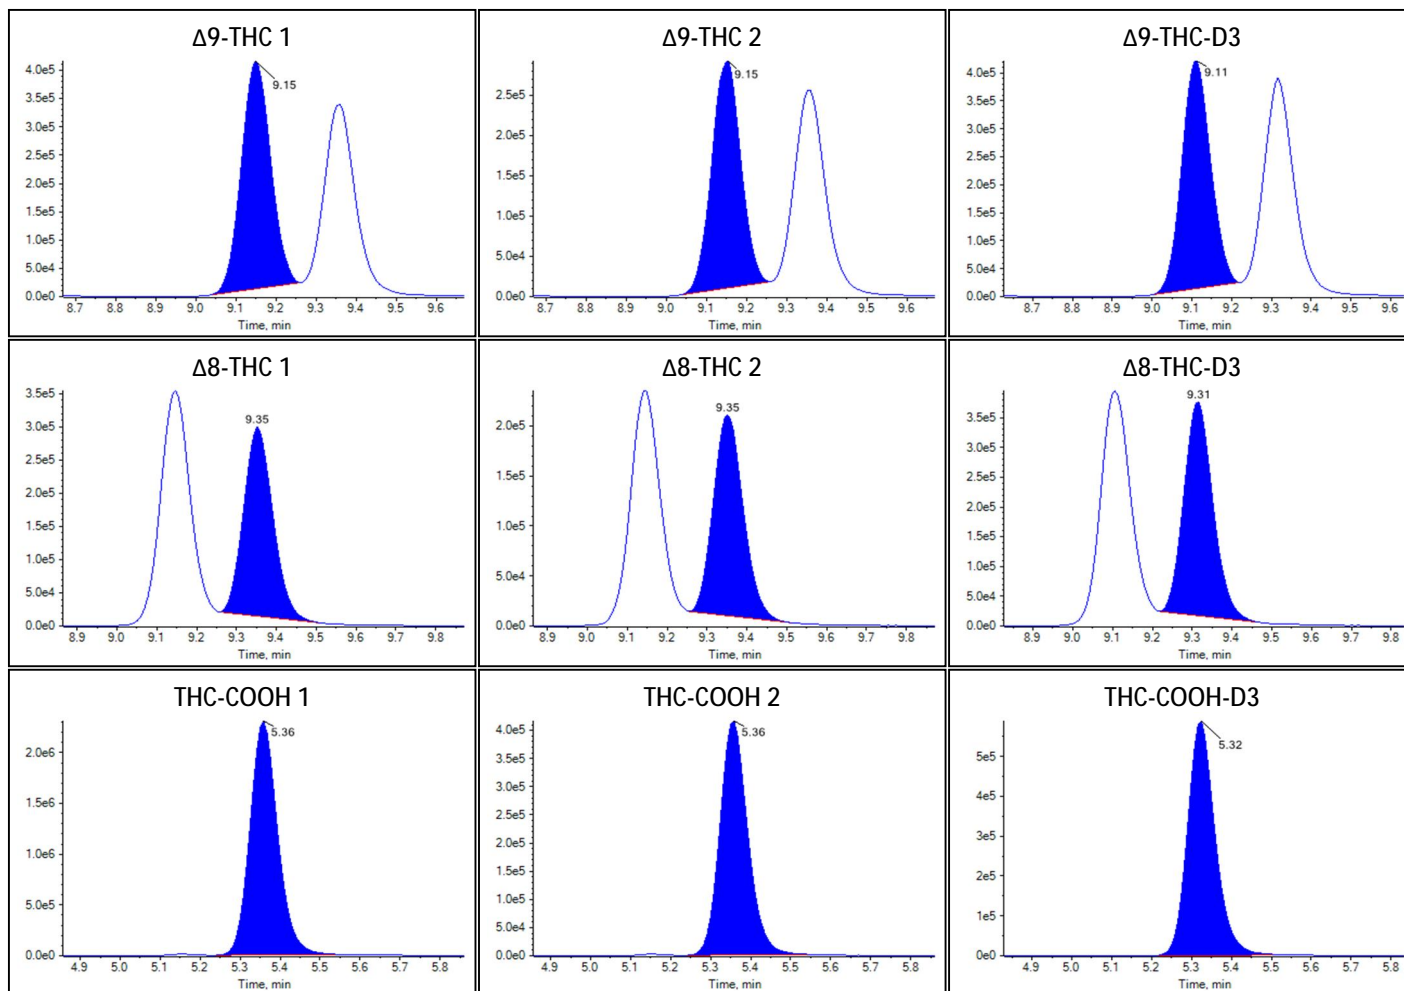 Δ9-THC 1
4.0e5
3.5e5
3.0e5
2.5e5
2.0e5
1.5e5
1.0e5
5.0e4
0.0e0
9.15
8.7 8.8 8.9 9.0 9.1 9.2 9.3 9.4 9.5 9.6
Time, min
Δ9-THC 2
2.5e5
2.0e5
1.5e5
1.0e5
5.0e4
0.0e0
9.15
8.7 8.8 8.9 9.0 9.1 9.2 9.3 9.4 9.5 9.6
Time, min
Δ9-THC-D3
4.0e5
3.5e5
3.0e5
2.5e5
2.0e5
1.5e5
1.0e5
5.0e4
0.0e0
9.11
8.7 8.8 8.9 9.0 9.1 9.2 9.3 9.4 9.5 9.6
Time, min
Δ8-THC 1
3.5e5
3.0e5
2.5e5
2.0e5
1.5e5
1.0e5
5.0e4
0.0e0
9.35
8.9 9.0 9.1 9.2 9.3 9.4 9.5 9.6 9.7 9.8
Time, min
Δ8-THC 2
2.0e5
1.5e5
1.0e5
5.0e4
0.0e0
9.35
8.9 9.0 9.1 9.2 9.3 9.4 9.5 9.6 9.7 9.8
Time, min
Δ8-THC-D3
3.5e5
3.0e5
2.5e5
2.0e5
1.5e5
1.0e5
5.0e4
0.0e0
9.31
8.9 9.0 9.1 9.2 9.3 9.4 9.5 9.6 9.7 9.8
Time, min
THC-COOH 1
2.0e6
1.5e6
1.0e6
5.0e5
0.0e0
5.36
4.9 5.0 5.1 5.2 5.3 5.4 5.5 5.6 5.7 5.8
Time, min
THC-COOH 2
4.0e5
3.5e5
3.0e5
2.5e5
2.0e5
1.5e5
1.0e5
5.0e4
0.0e0
5.36
4.9 5.0 5.1 5.2 5.3 5.4 5.5 5.6 5.7 5.8
Time, min
THC-COOH-D3
5e5
4e5
3e5
2e5
1e5
0e0
5.32
4.9 5.0 5.1 5.2 5.3 5.4 5.5 5.6 5.7 5.8
Time, min